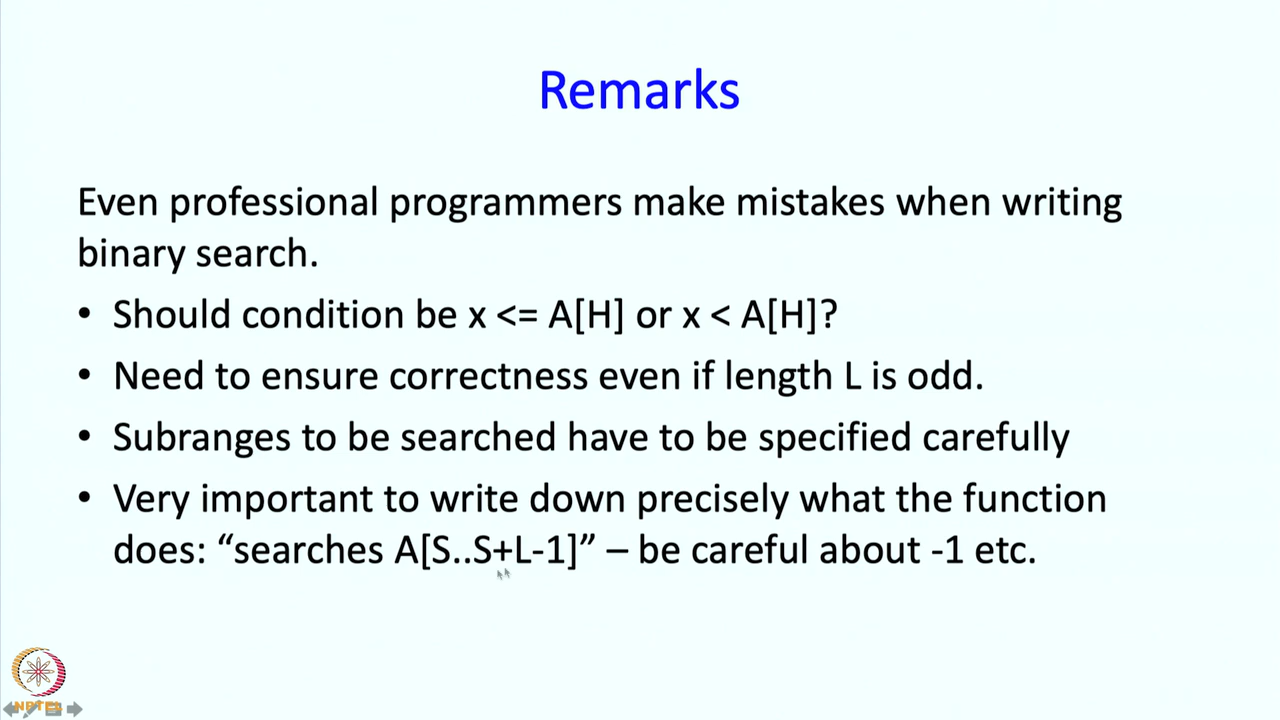 Remarks
Even professional programmers make mistakes when writing
binary search.
• Should condition be x <= A[H] or x < A[H]?
• Need to ensure correctness even if length L is odd.
• Subranges to be searched have to be specified carefully
• Very important to write down precisely what the function
does: “searches A[S..S+L-1]” – be careful about -1 etc.
NPTEL